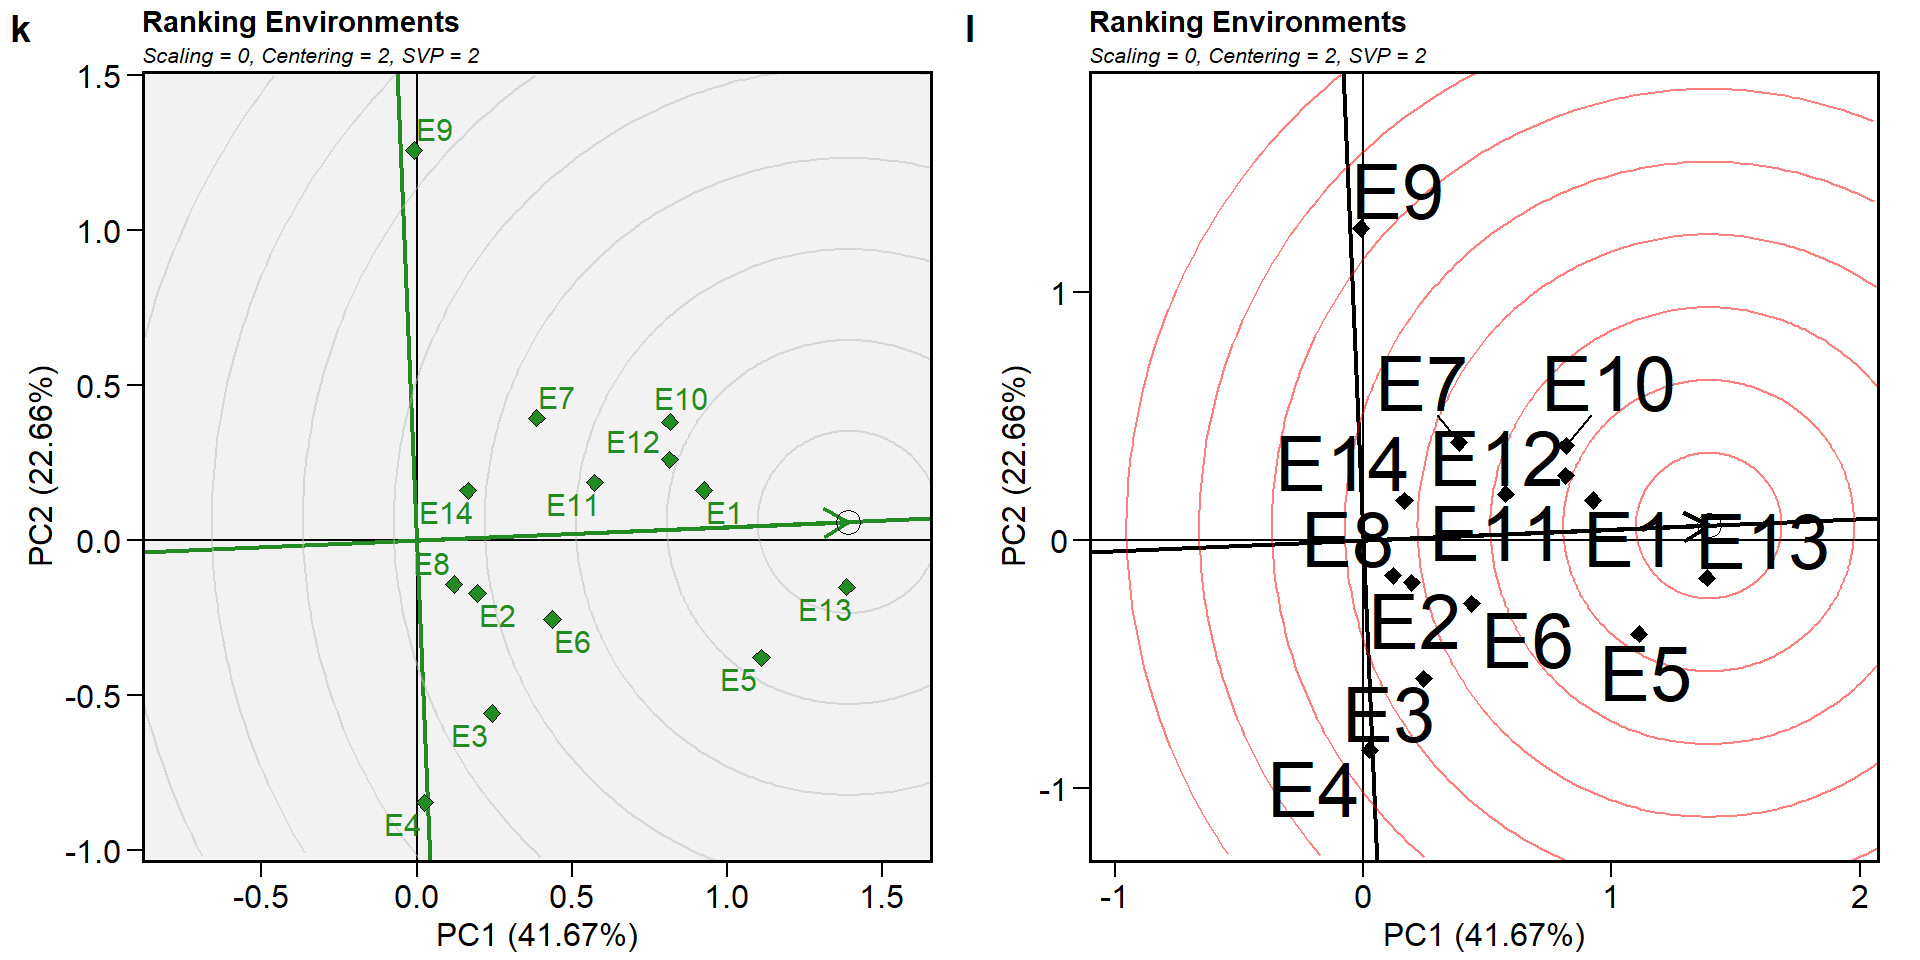 k
Ranking Environments
Scaling = 0, Centering = 2, SVP = 2
1.5
1.0
0.5
0.0
-0.5
-1.0
PC2 (22.66%)
E9
E7
E10
E12
E11
E14
E1
E8
E2
E6
E13
E5
E3
E4
-0.5
0.0
0.5
1.0
1.5
PC1 (41.67%)
l
Ranking Environments
Scaling = 0, Centering = 2, SVP = 2
1
0
-1
PC2 (22.66%)
E9
E7
E10
E14
E12
E8
E11
E1
E13
E2
E6
E5
E3
E4
-1
0
1
2
PC1 (41.67%)